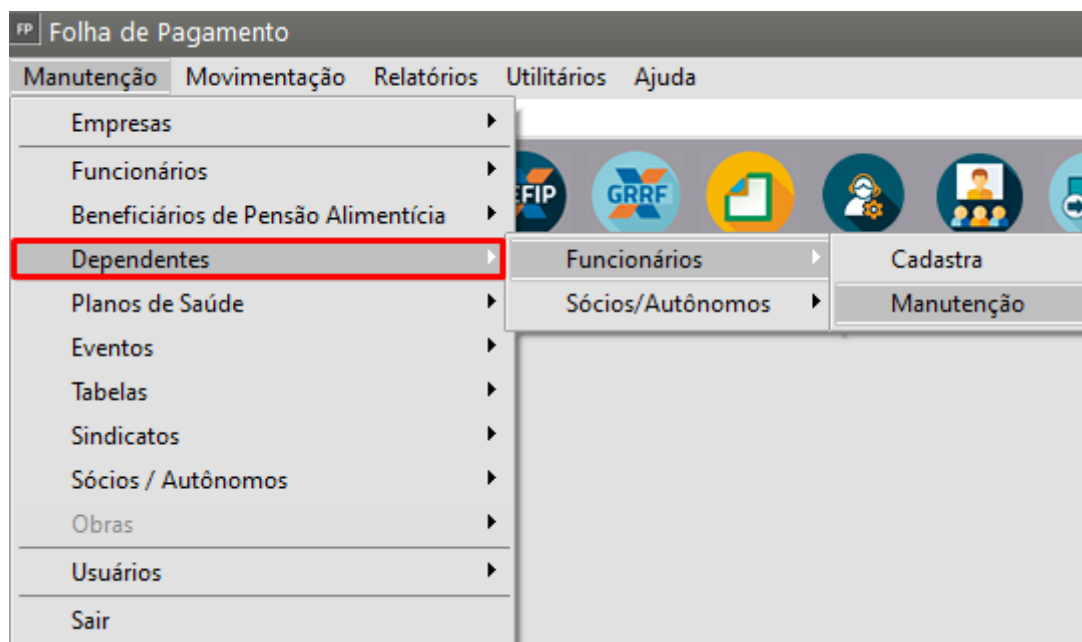 FP Folha de Pagamento
Manutenção Movimentação Relatórios Utilitários Ajuda
Empresas
Funcionários
GRRF
Beneficiários de Pensão Alimentícia
Dependentes Funcionários Cadastra
Planos de Saúde Sócios/Autônomos Manutenção
Eventos
Tabelas
Sindicatos
Sócios / Autônomos
Obras
Usuários
Sair